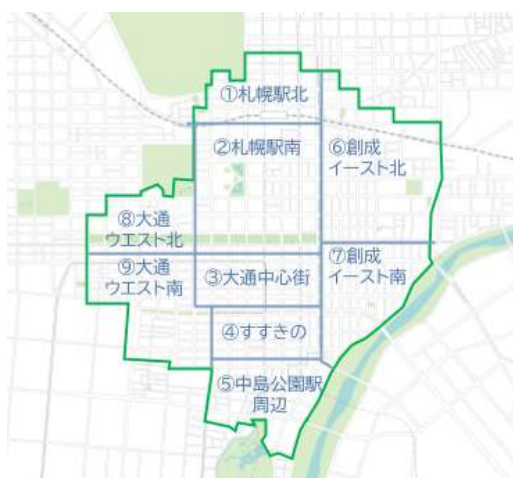 ①札幌駅北
②札幌駅南
⑥創成
イースト北
⑧大通
ウエスト北
⑨大通
ウエスト南
③大通中心街
⑦創成
イースト南
④すすきの
⑤中島公園駅
周辺